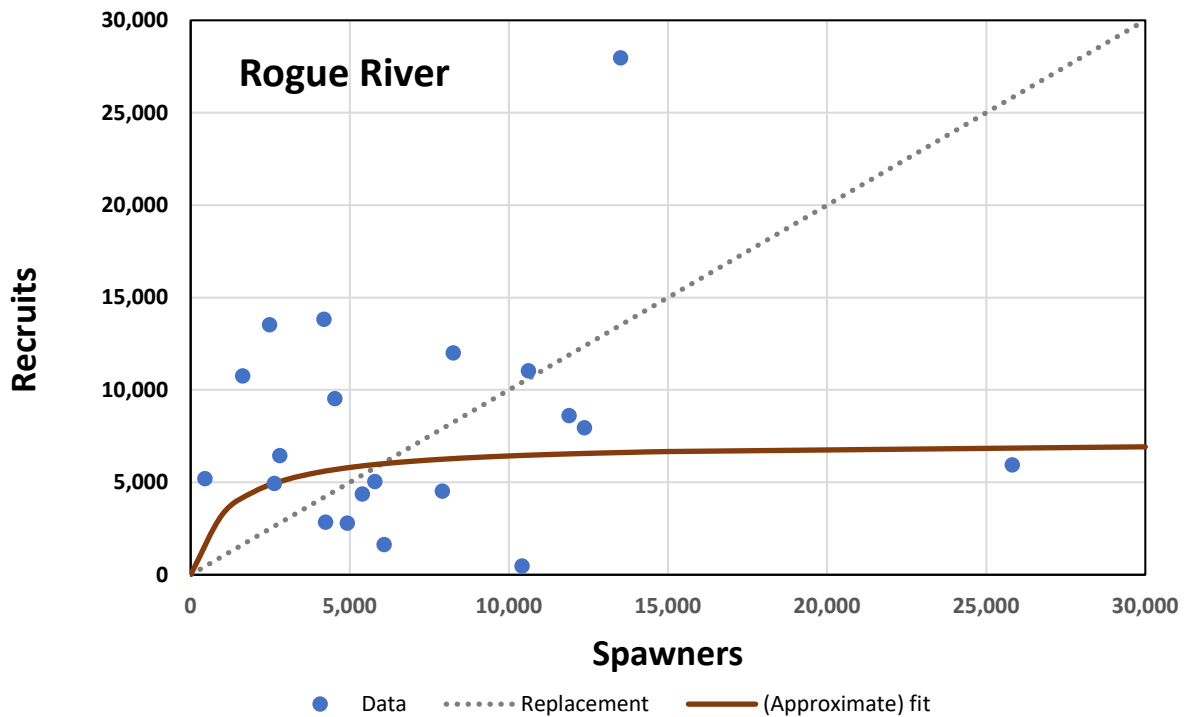 30,000
Rogue River
25,000
20,000
15,000
10,000
5,000
0
Recruits
0 5,000 10,000 15,000 20,000 25,000 30,000
Spawners
Data Replacement (Approximate) fit